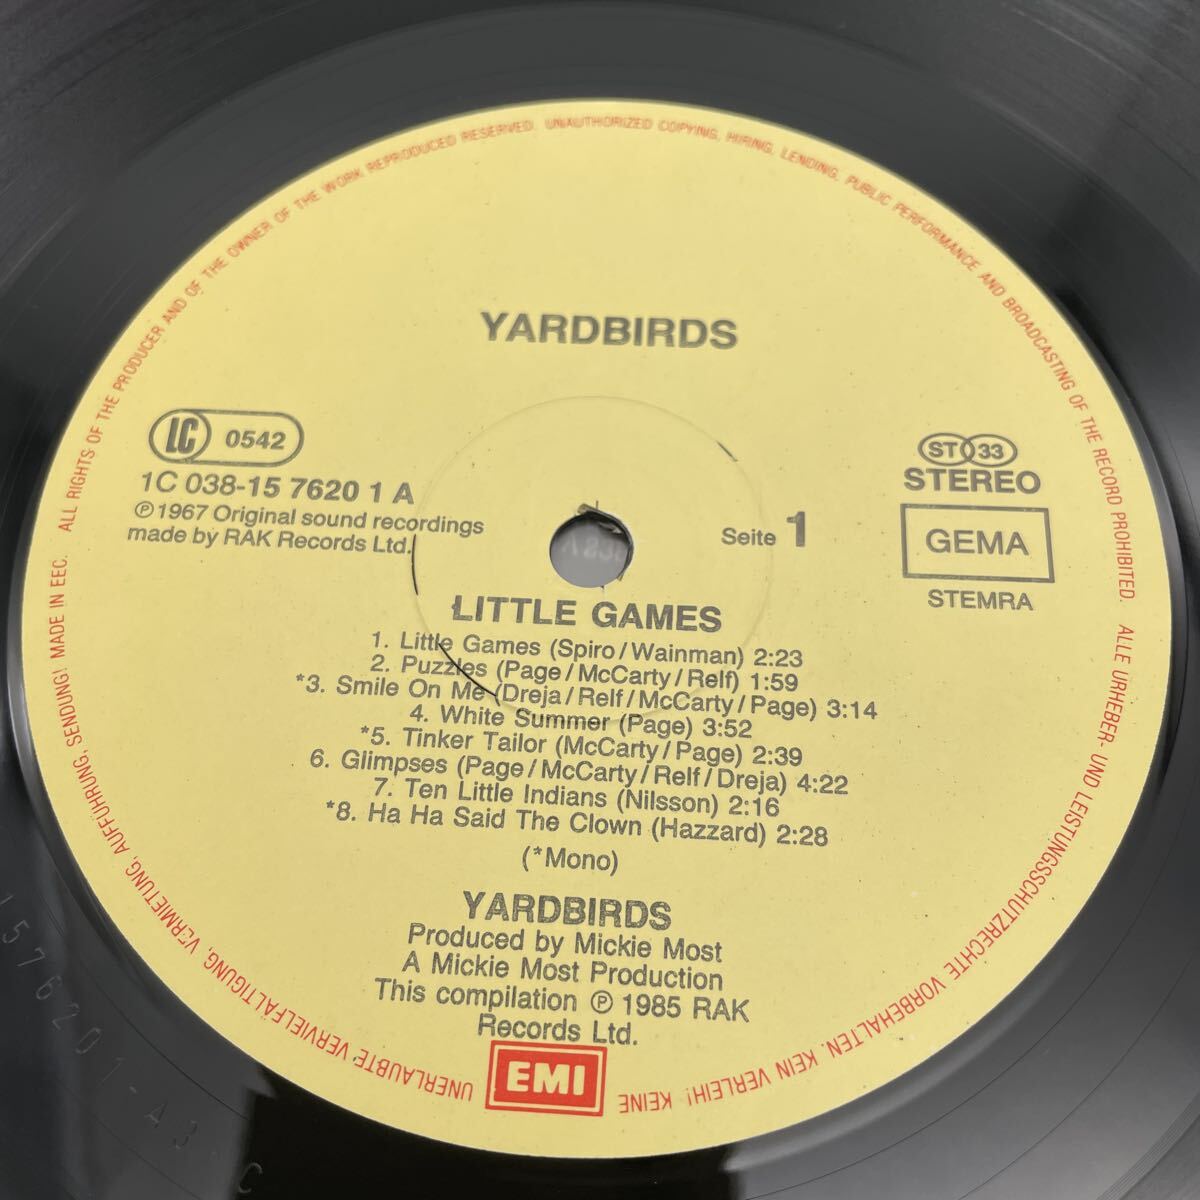 ALL RIGHTS OF THE PRODUCER AND OF THE OWNER OF THE WORK REPRODUCED RESERVED. UNAUTHORIZED COPYING, HIRING, LENDING, PUBLIC PERFORMANCE AND BROADCASTING OF THE RECORD PROHIBITED.
ALLE URHEBER- UND LEISTUNGSSCHUTZRECHTE VORBEHALTEN. KEIN VERLEIH! KEINE UNERLAUBTE VERVIELFÄLTIGUNG, VERMIETUNG, AUFFÜHRUNG, SENDUNG! MADE IN EEC.
YARDBIRDS
LC 0542
1C 038-15 7620 1 A
℗ 1967 Original sound recordings
made by RAK Records Ltd.
ST 33
STEREO
Seite 1
GEMA
STEMRA
LITTLE GAMES
1. Little Games (Spiro/Wainman) 2:23
2. Puzzles (Page/McCarty/Relf) 1:59
*3. Smile On Me (Dreja/Relf/McCarty/Page) 3:14
4. White Summer (Page) 3:52
*5. Tinker Tailor (McCarty/Page) 2:39
6. Glimpses (Page/McCarty/Relf/Dreja) 4:22
7. Ten Little Indians (Nilsson) 2:16
*8. Ha Ha Said The Clown (Hazzard) 2:28
(*Mono)
YARDBIRDS
Produced by Mickie Most
A Mickie Most Production
This compilation ℗ 1985 RAK
Records Ltd.
EMI
1576201-A3 C